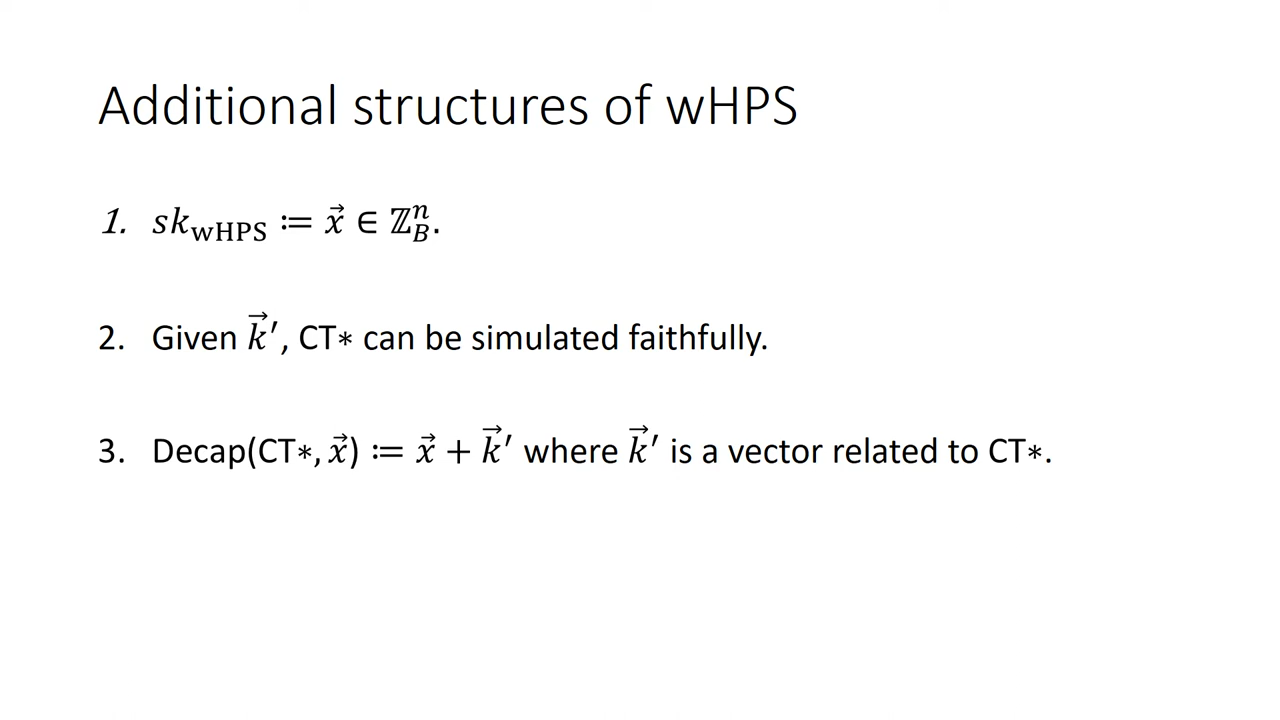 Additional structures of wHPS
1. sk_wHPS ≔ x⃗ ∈ ℤ_B^n.
2. Given k⃗′, CT∗ can be simulated faithfully.
3. Decap(CT∗, x⃗) ≔ x⃗ + k⃗′ where k⃗′ is a vector related to CT∗.